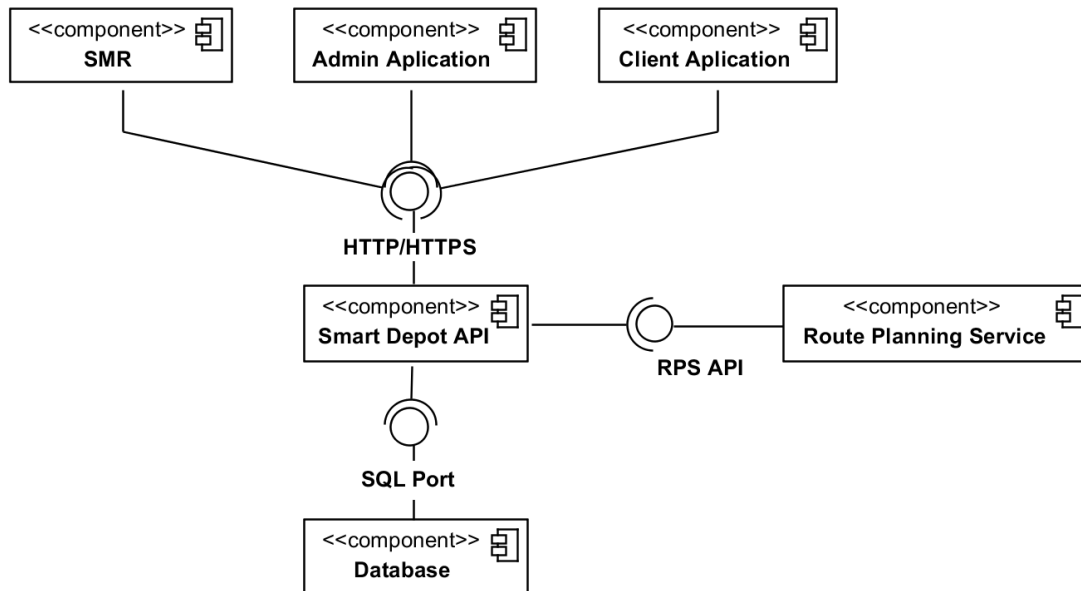 <<component>>
SMR
<<component>>
Admin Aplication
<<component>>
Client Aplication
HTTP/HTTPS
<<component>>
Smart Depot API
<<component>>
Route Planning Service
RPS API
SQL Port
<<component>>
Database